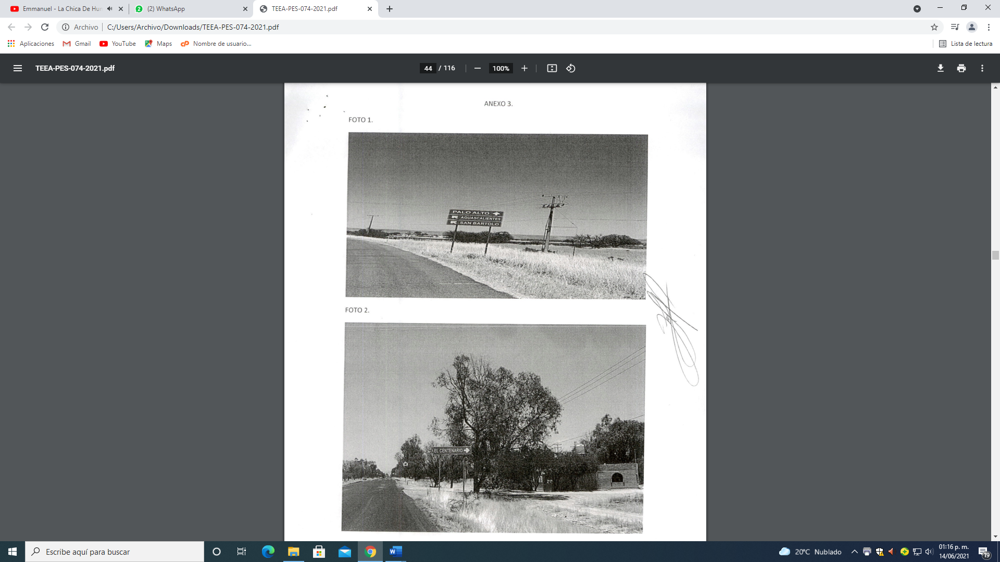 Emmanuel - La Chica De Hu
(2) WhatsApp
TEEA-PES-074-2021.pdf
Archivo
C:/Users/Archivo/Downloads/TEEA-PES-074-2021.pdf
Aplicaciones
Gmail
YouTube
Maps
Nombre de usuario...
Lista de lectura
TEEA-PES-074-2021.pdf
44 / 116
100%
ANEXO 3.
FOTO 1.
PALO ALTO
AGUASCALIENTES
SAN BARTOLO
FOTO 2.
EL CENTENARIO
Escribe aquí para buscar
20°C Nublado
01:16 p. m.
14/06/2021
19